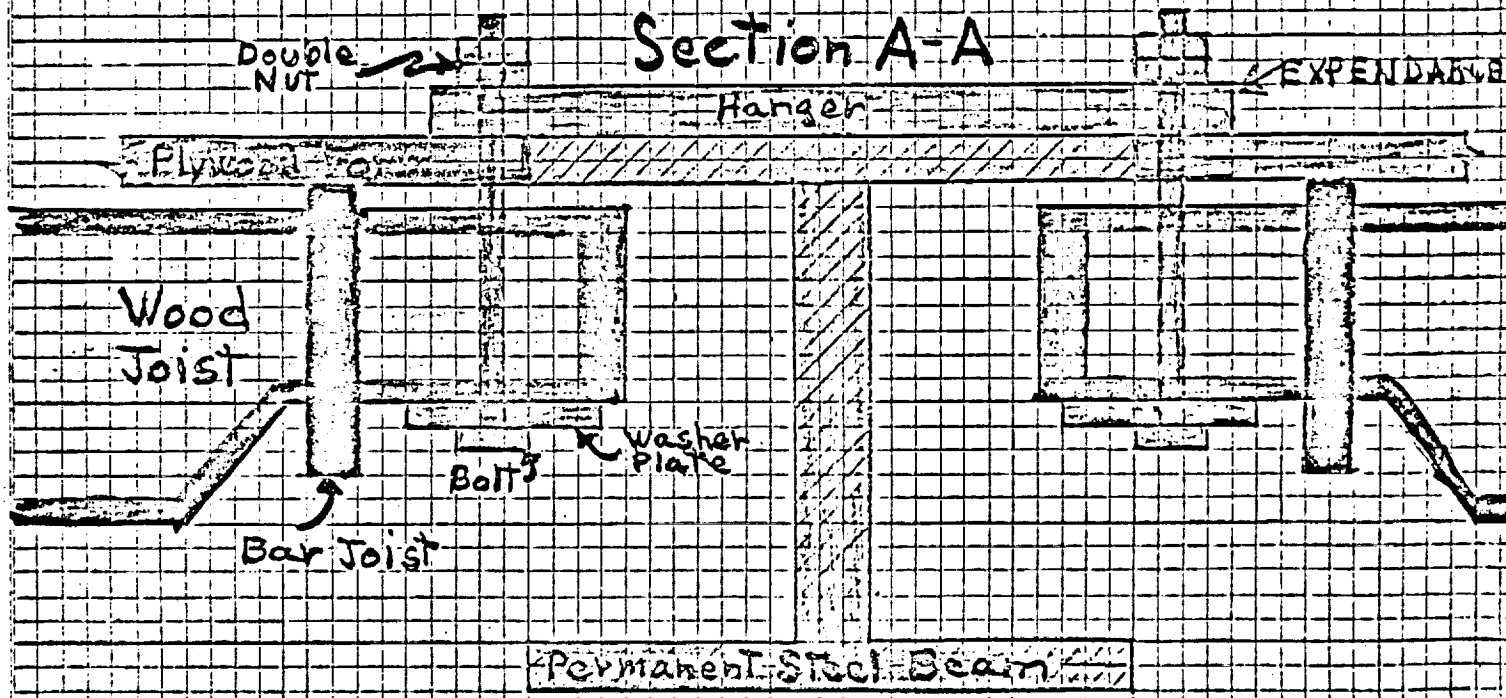 Section A-A
Double
NUT
EXPENDABLE
Hanger
Plywood
Wood
Joist
Washer
Plate
Bolt
Bar Joist
Permanent Steel Beam